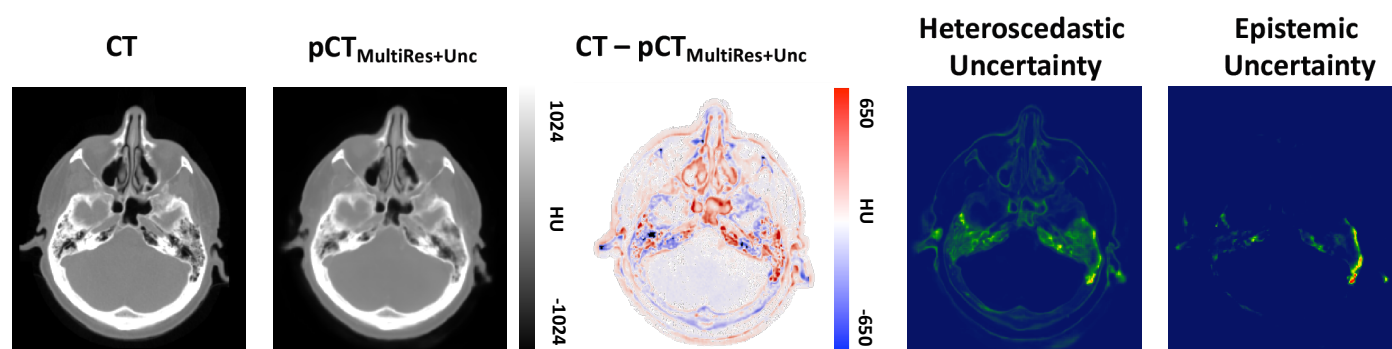 CT
pCTMultiRes+Unc
CT – pCTMultiRes+Unc
Heteroscedastic
Uncertainty
Epistemic
Uncertainty
1024
HU
-1024
650
HU
-650